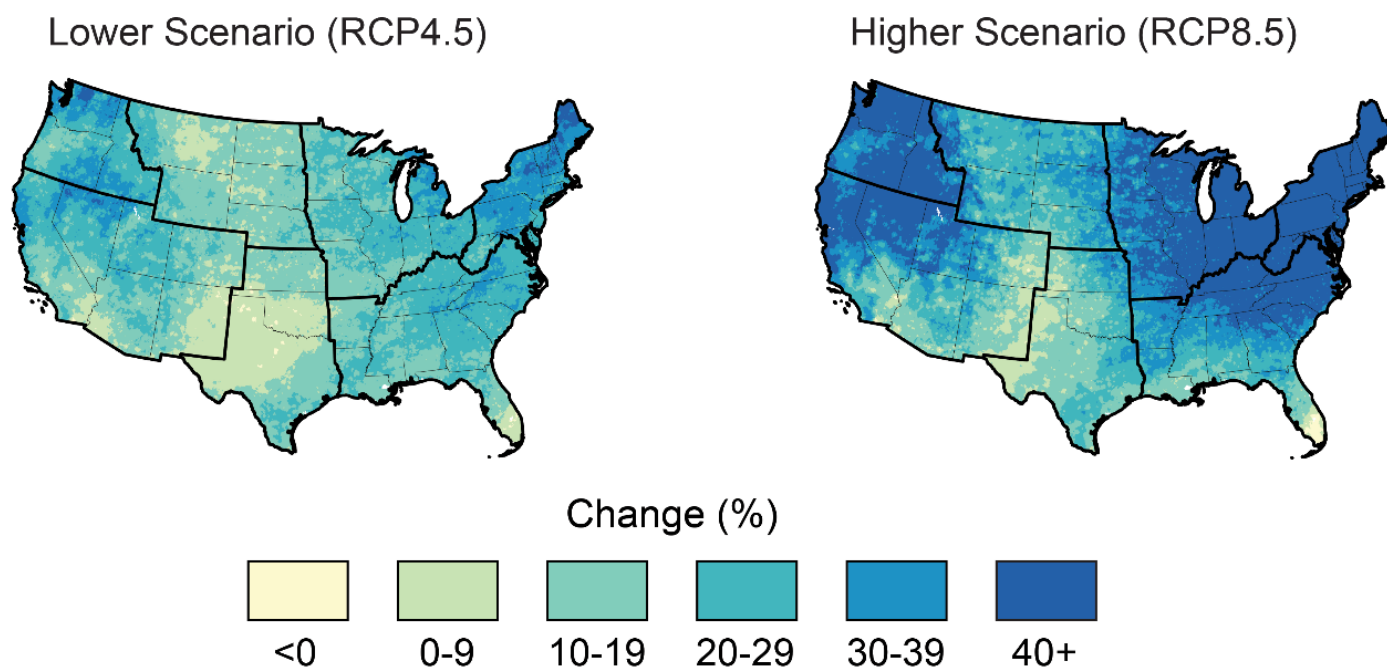 Lower Scenario (RCP4.5)
Higher Scenario (RCP8.5)
Change (%)
<0
0-9
10-19
20-29
30-39
40+